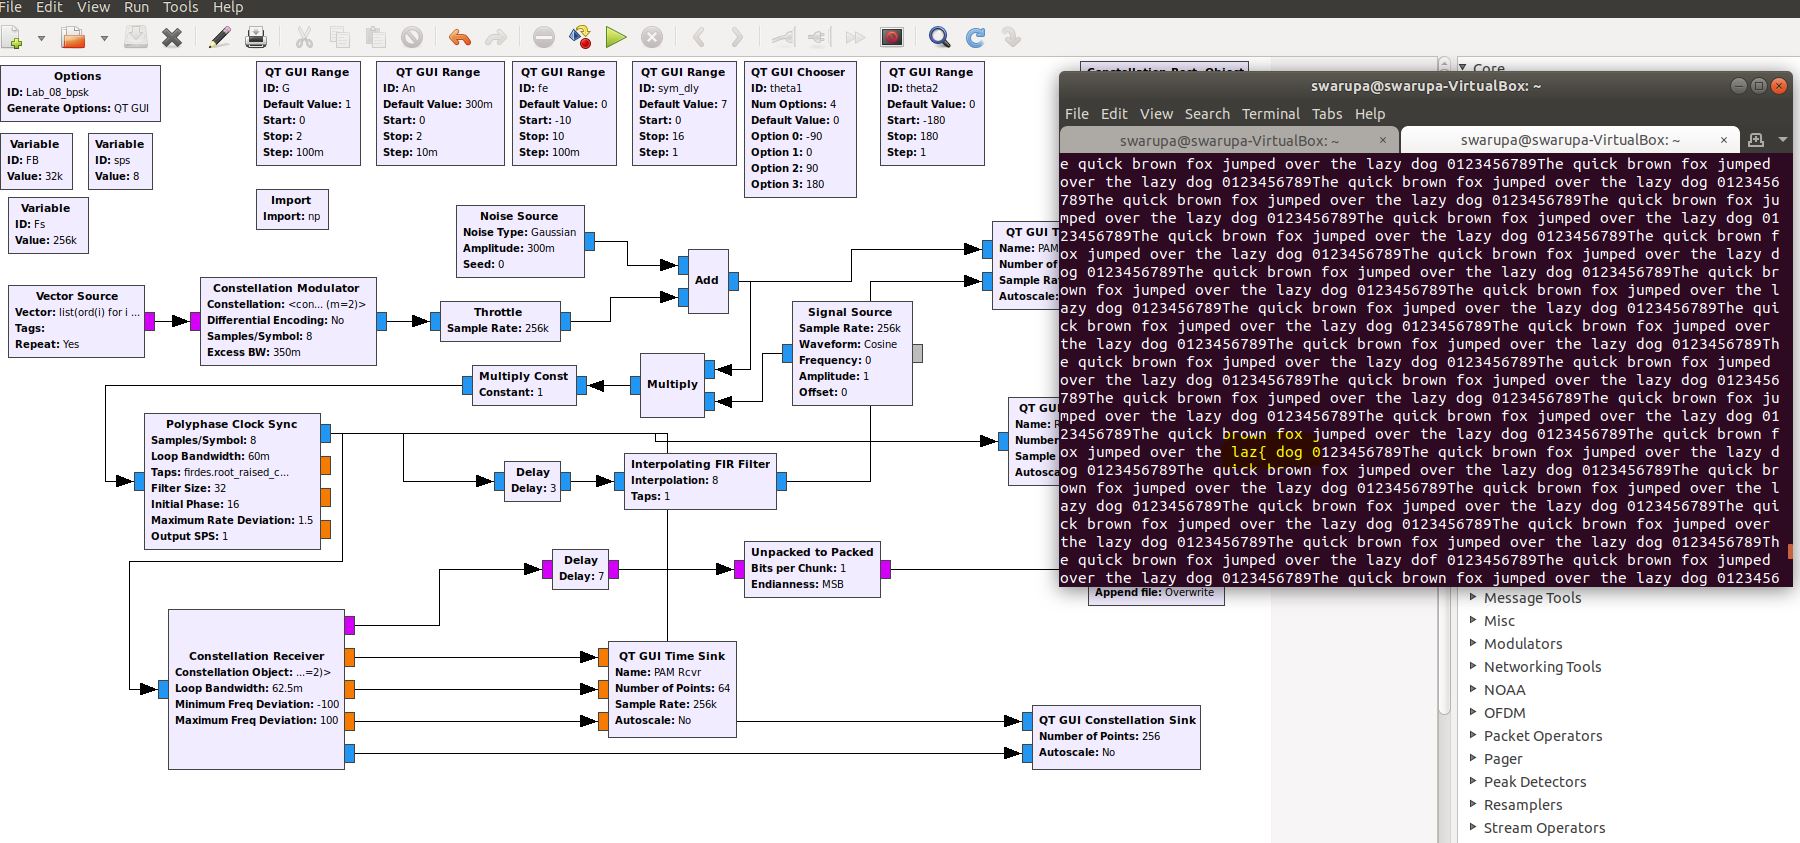 File Edit View Run Tools Help
Options
ID: Lab_08_bpsk
Generate Options: QT GUI
Variable
ID: FB
Value: 32k
Variable
ID: sps
Value: 8
Variable
ID: Fs
Value: 256k
QT GUI Range
ID: G
Default Value: 1
Start: 0
Stop: 2
Step: 100m
QT GUI Range
ID: An
Default Value: 300m
Start: 0
Stop: 2
Step: 10m
QT GUI Range
ID: fe
Default Value: 0
Start: -10
Stop: 10
Step: 100m
QT GUI Range
ID: sym_dly
Default Value: 7
Start: 0
Stop: 16
Step: 1
QT GUI Chooser
ID: theta1
Num Options: 4
Default Value: 0
Option 0: -90
Option 1: 0
Option 2: 90
Option 3: 180
QT GUI Range
ID: theta2
Default Value: 0
Start: -180
Stop: 180
Step: 1
Import
Import: np
Noise Source
Noise Type: Gaussian
Amplitude: 300m
Seed: 0
Add
Vector Source
Vector: list(ord(i) for i ...
Tags:
Repeat: Yes
Constellation Modulator
Constellation: <con... (m=2)>
Differential Encoding: No
Samples/Symbol: 8
Excess BW: 350m
Throttle
Sample Rate: 256k
Signal Source
Sample Rate: 256k
Waveform: Cosine
Frequency: 0
Amplitude: 1
Offset: 0
Multiply Const
Constant: 1
Multiply
Polyphase Clock Sync
Samples/Symbol: 8
Loop Bandwidth: 60m
Taps: firdes.root_raised_c...
Filter Size: 32
Initial Phase: 16
Maximum Rate Deviation: 1.5
Output SPS: 1
Delay
Delay: 3
Interpolating FIR Filter
Interpolation: 8
Taps: 1
Delay
Delay: 7
Unpacked to Packed
Bits per Chunk: 1
Endianness: MSB
Constellation Receiver
Constellation Object: ...=2)>
Loop Bandwidth: 62.5m
Minimum Freq Deviation: -100
Maximum Freq Deviation: 100
QT GUI Time Sink
Name: PAM Rcvr
Number of Points: 64
Sample Rate: 256k
Autoscale: No
QT GUI Constellation Sink
Number of Points: 256
Autoscale: No
QT GUI T
Name: PAM
Number of
Sample Ra
Autoscale:
QT GUI
Name: R
Number
Sample
Autosca
Append file: Overwrite
Core
swarupa@swarupa-VirtualBox: ~
File Edit View Search Terminal Tabs Help
swarupa@swarupa-VirtualBox: ~ × swarupa@swarupa-VirtualBox: ~ ×
e quick brown fox jumped over the lazy dog 0123456789The quick brown fox jumped
over the lazy dog 0123456789The quick brown fox jumped over the lazy dog 0123456
789The quick brown fox jumped over the lazy dog 0123456789The quick brown fox ju
mped over the lazy dog 0123456789The quick brown fox jumped over the lazy dog 01
23456789The quick brown fox jumped over the lazy dog 0123456789The quick brown f
ox jumped over the lazy dog 0123456789The quick brown fox jumped over the lazy d
og 0123456789The quick brown fox jumped over the lazy dog 0123456789The quick br
own fox jumped over the lazy dog 0123456789The quick brown fox jumped over the l
azy dog 0123456789The quick brown fox jumped over the lazy dog 0123456789The qui
ck brown fox jumped over the lazy dog 0123456789The quick brown fox jumped over
the lazy dog 0123456789The quick brown fox jumped over the lazy dog 0123456789Th
e quick brown fox jumped over the lazy dog 0123456789The quick brown fox jumped
over the lazy dog 0123456789The quick brown fox jumped over the lazy dog 0123456
789The quick brown fox jumped over the lazy dog 0123456789The quick brown fox ju
mped over the lazy dog 0123456789The quick brown fox jumped over the lazy dog 01
23456789The quick brown fox jumped over the lazy dog 0123456789The quick brown f
ox jumped over the laz{ dog 0123456789The quick brown fox jumped over the lazy d
og 0123456789The quick brown fox jumped over the lazy dog 0123456789The quick br
own fox jumped over the lazy dog 0123456789The quick brown fox jumped over the l
azy dog 0123456789The quick brown fox jumped over the lazy dog 0123456789The qui
ck brown fox jumped over the lazy dog 0123456789The quick brown fox jumped over
the lazy dog 0123456789The quick brown fox jumped over the lazy dog 0123456789Th
e quick brown fox jumped over the lazy dof 0123456789The quick brown fox jumped
over the lazy dog 0123456789The quick brown fox jumped over the lazy dog 0123456
Message Tools
Misc
Modulators
Networking Tools
NOAA
OFDM
Packet Operators
Pager
Peak Detectors
Resamplers
Stream Operators